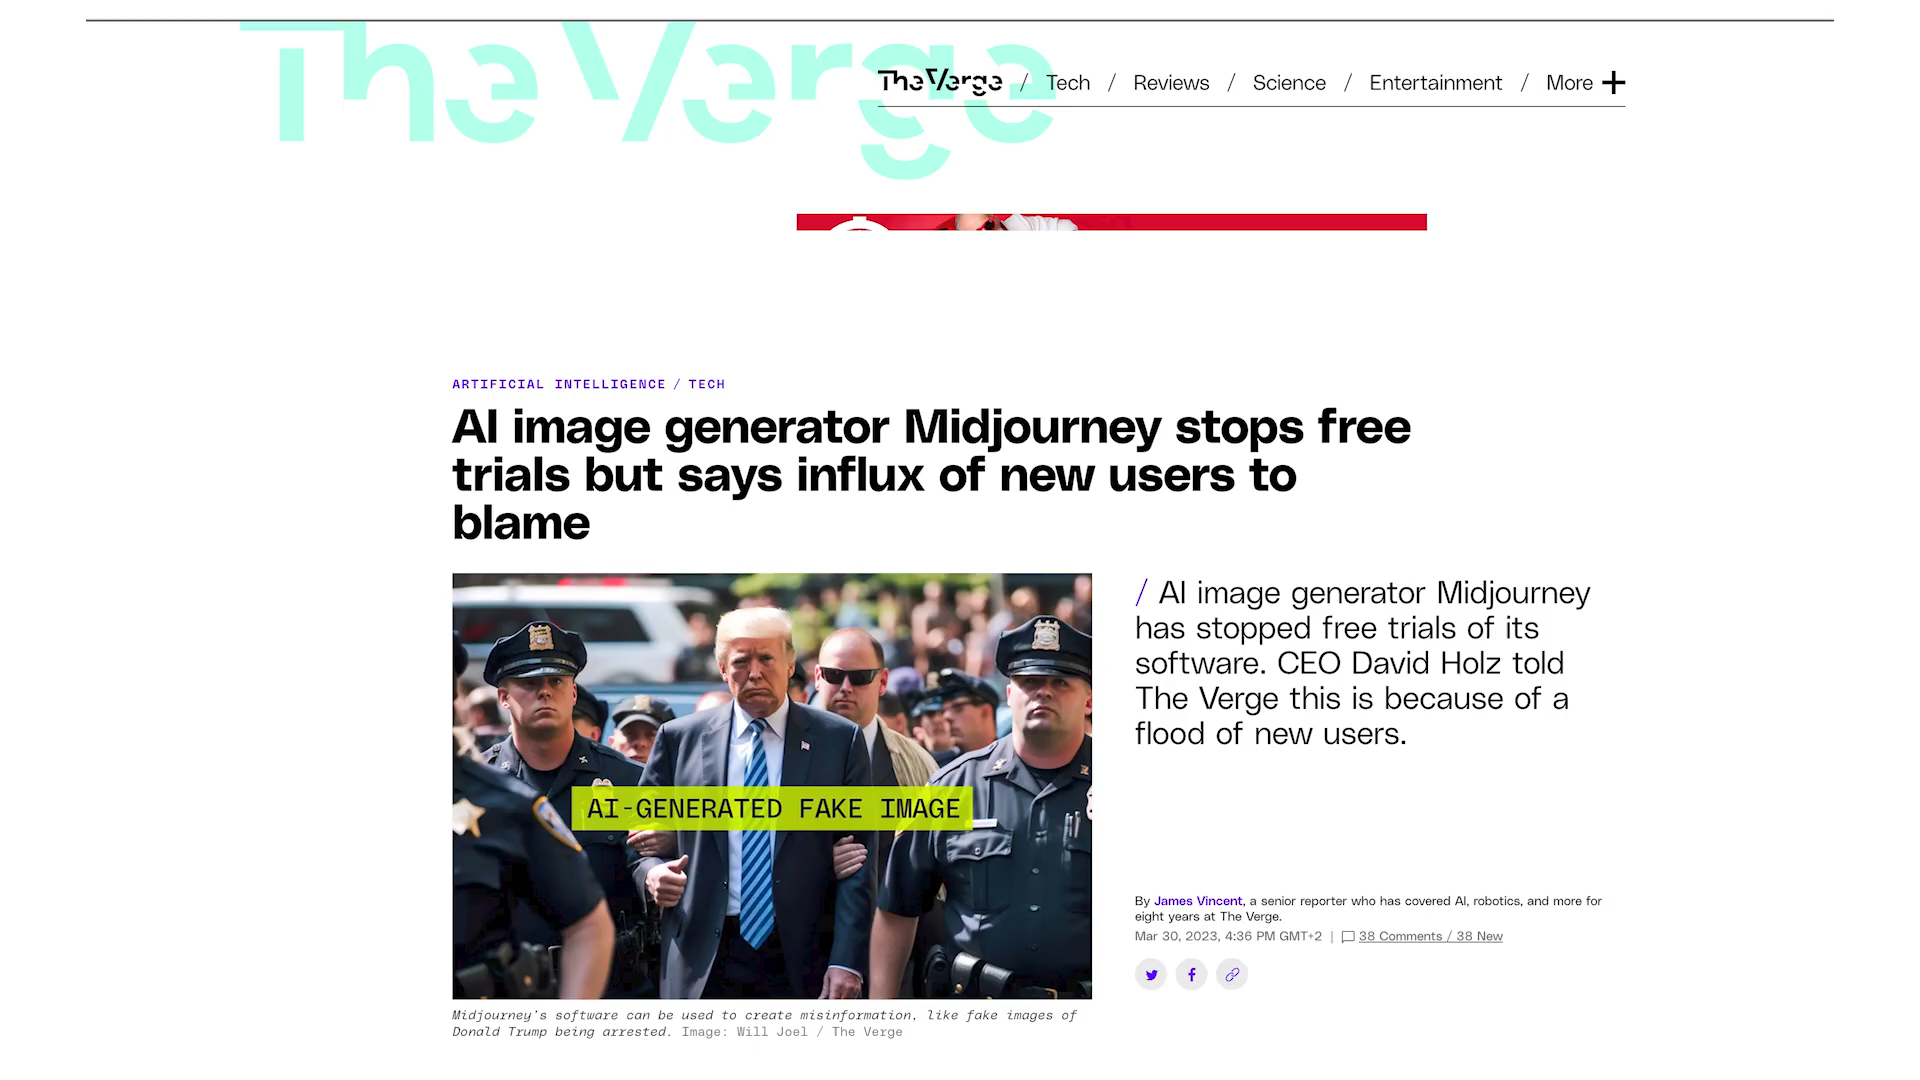 The Verge
The Verge / Tech / Reviews / Science / Entertainment / More +
ARTIFICIAL INTELLIGENCE / TECH
AI image generator Midjourney stops free
trials but says influx of new users to
blame
AI-GENERATED FAKE IMAGE
Midjourney's software can be used to create misinformation, like fake images of
Donald Trump being arrested. Image: Will Joel / The Verge
/ AI image generator Midjourney
has stopped free trials of its
software. CEO David Holz told
The Verge this is because of a
flood of new users.
By James Vincent, a senior reporter who has covered AI, robotics, and more for
eight years at The Verge.
Mar 30, 2023, 4:36 PM GMT+2 | 38 Comments / 38 New